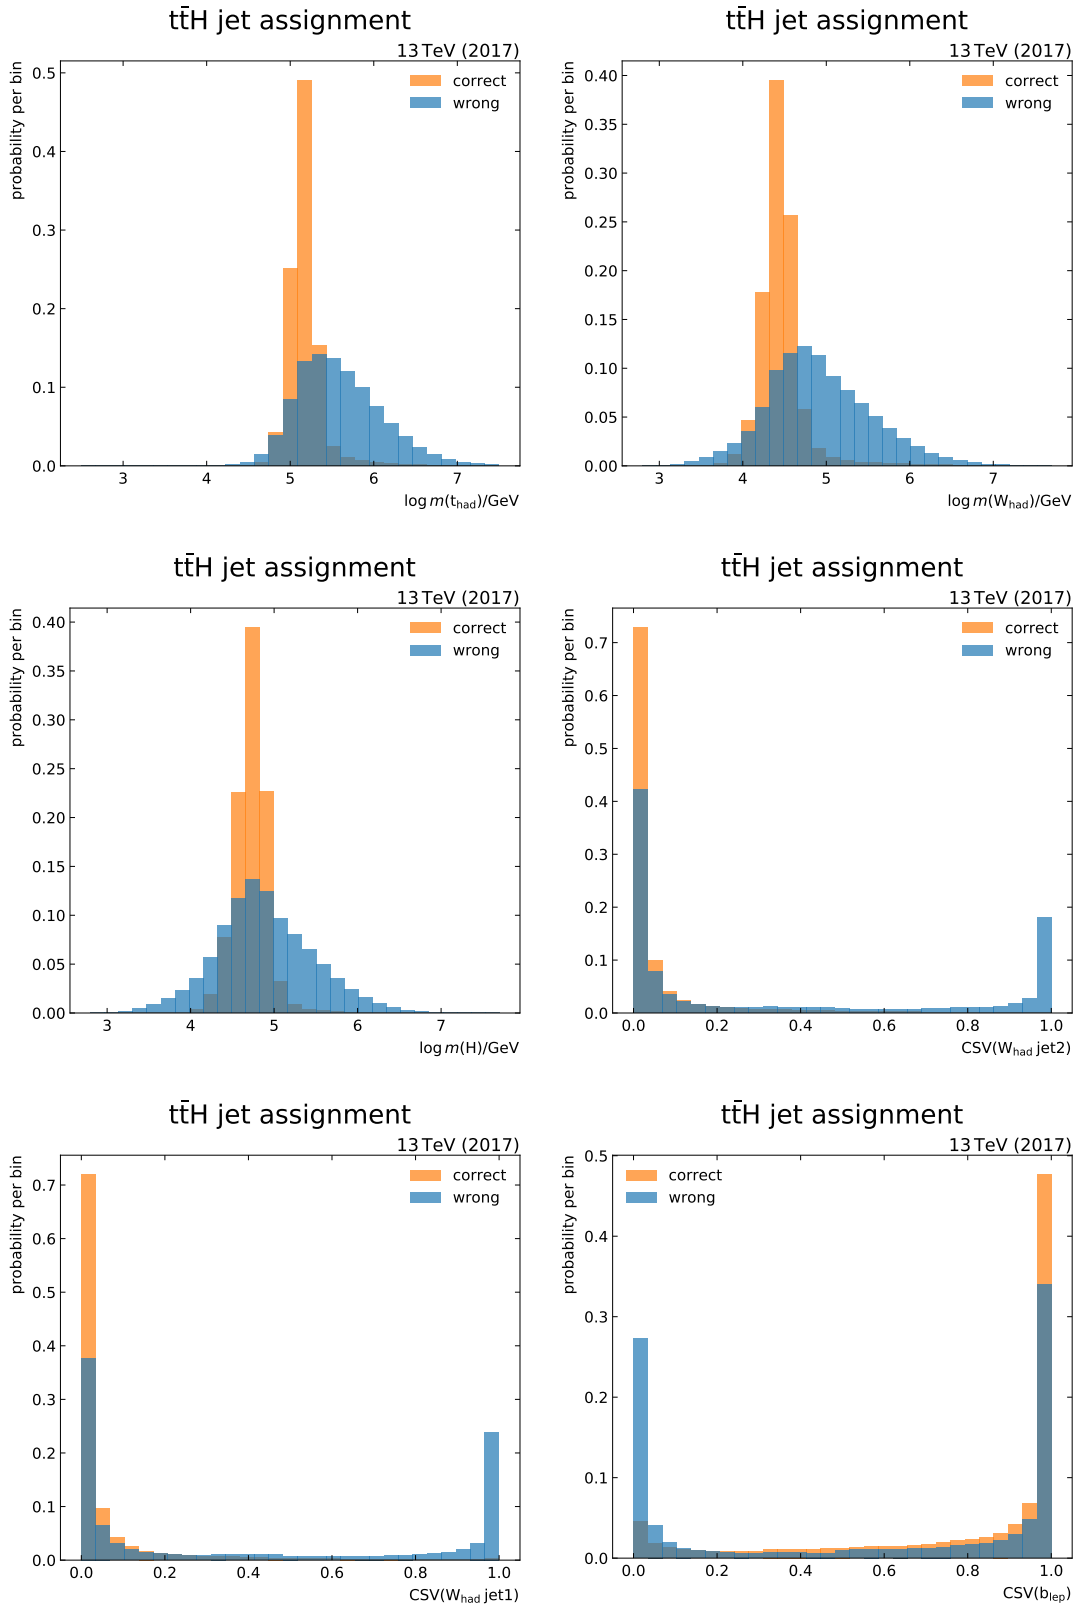 tt̄H jet assignment
13 TeV (2017)
probability per bin
correct
wrong
0.5
0.4
0.3
0.2
0.1
0.0
3 4 5 6 7
log m(t_had)/GeV
tt̄H jet assignment
13 TeV (2017)
probability per bin
correct
wrong
0.40
0.35
0.30
0.25
0.20
0.15
0.10
0.05
0.00
3 4 5 6 7
log m(W_had)/GeV
tt̄H jet assignment
13 TeV (2017)
probability per bin
correct
wrong
0.40
0.35
0.30
0.25
0.20
0.15
0.10
0.05
0.00
3 4 5 6 7
log m(H)/GeV
tt̄H jet assignment
13 TeV (2017)
probability per bin
correct
wrong
0.7
0.6
0.5
0.4
0.3
0.2
0.1
0.0
0.0 0.2 0.4 0.6 0.8 1.0
CSV(W_had jet2)
tt̄H jet assignment
13 TeV (2017)
probability per bin
correct
wrong
0.7
0.6
0.5
0.4
0.3
0.2
0.1
0.0
0.0 0.2 0.4 0.6 0.8 1.0
CSV(W_had jet1)
tt̄H jet assignment
13 TeV (2017)
probability per bin
correct
wrong
0.5
0.4
0.3
0.2
0.1
0.0
0.0 0.2 0.4 0.6 0.8 1.0
CSV(b_lep)